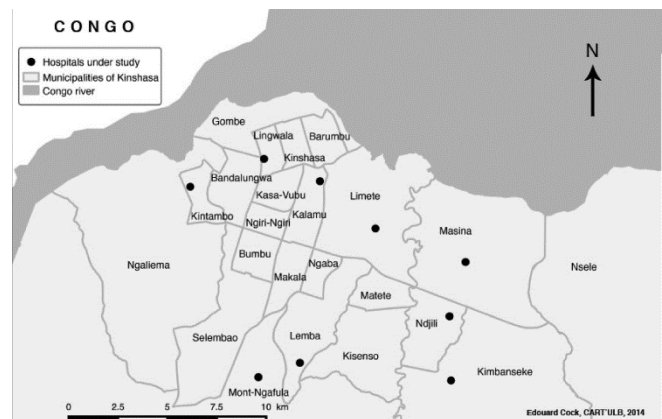 CONGO
Hospitals under study
Municipalities of Kinshasa
Congo river
N
Gombe
Lingwala
Barumbu
Kinshasa
Bandalungwa
Kasa-Vubu
Limete
Kintambo
Ngiri-Ngiri
Kalamu
Masina
Bumbu
Ngaba
Ngaliema
Makala
Nsele
Matete
Ndjili
Selembao
Lemba
Kisenso
Kimbanseke
Mont-Ngafula
0 2.5 5 7.5 10 km
Edouard Cock, CART'ULB, 2014